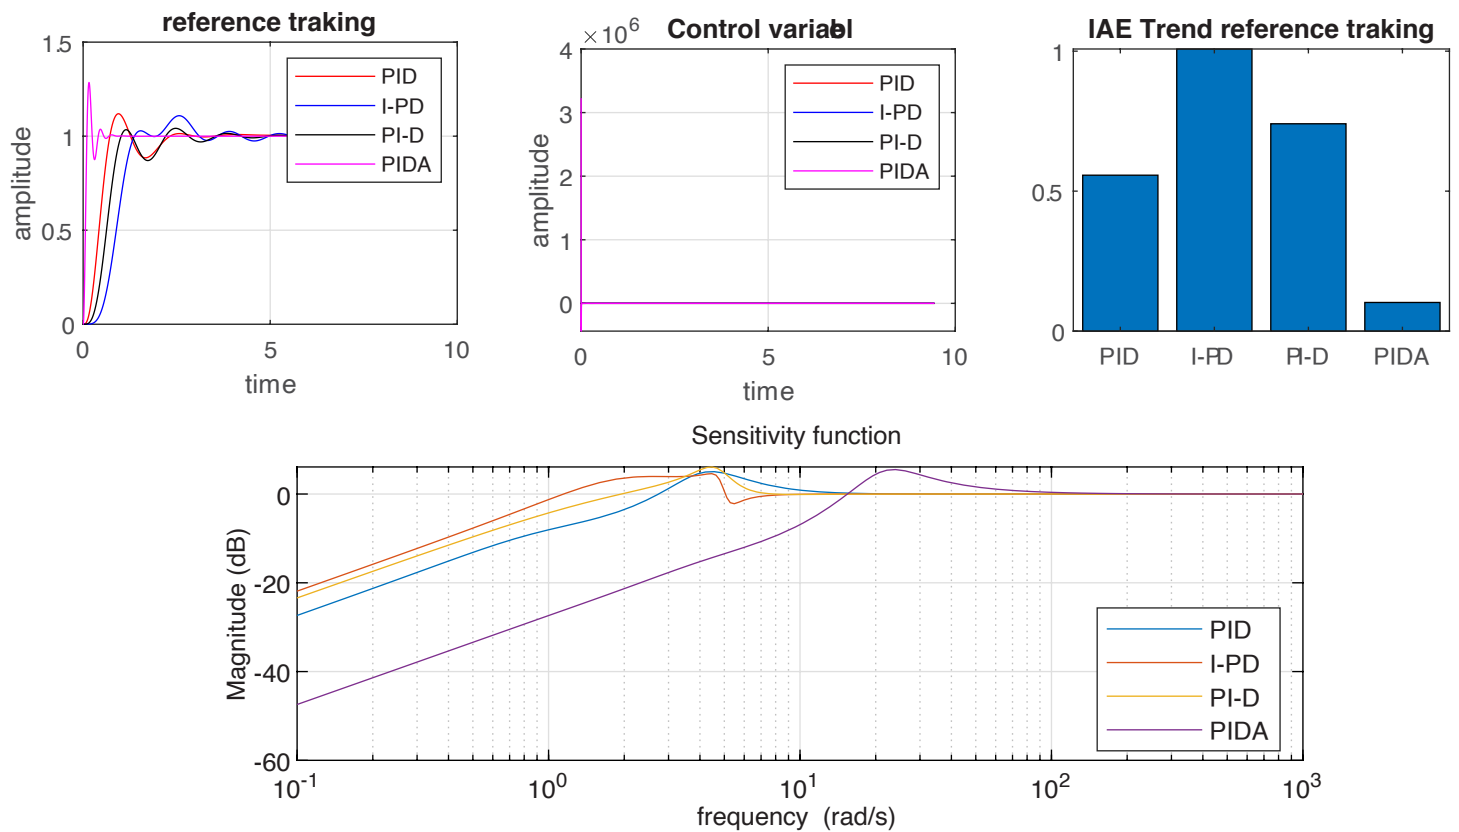 reference traking
1.5
1
0.5
0
amplitude
0
5
10
time
PID
I-PD
PI-D
PIDA
×10⁶
Control variabel
4
3
2
1
0
amplitude
0
5
10
time
PID
I-PD
PI-D
PIDA
IAE Trend reference traking
1
0.5
0
PID
I-PD
PI-D
PIDA
Sensitivity function
0
-20
-40
-60
Magnitude (dB)
10⁻¹
10⁰
10¹
10²
10³
frequency (rad/s)
PID
I-PD
PI-D
PIDA